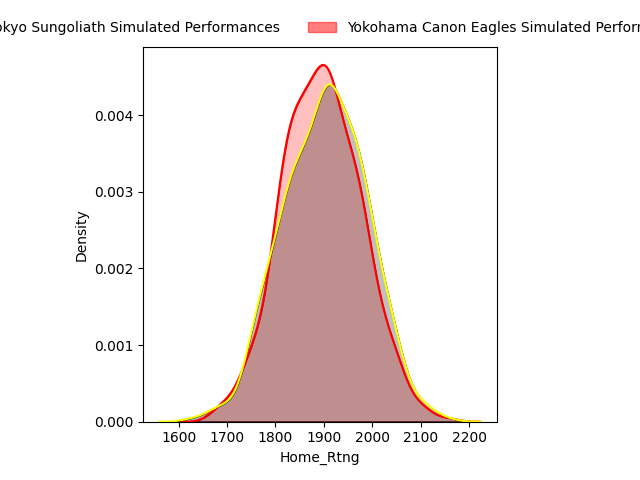 okyo Sungoliath Simulated Performances
Yokohama Canon Eagles Simulated Perfor
0.004
0.003
0.002
0.001
0.000
Density
1600 1700 1800 1900 2000 2100 2200
Home_Rtng